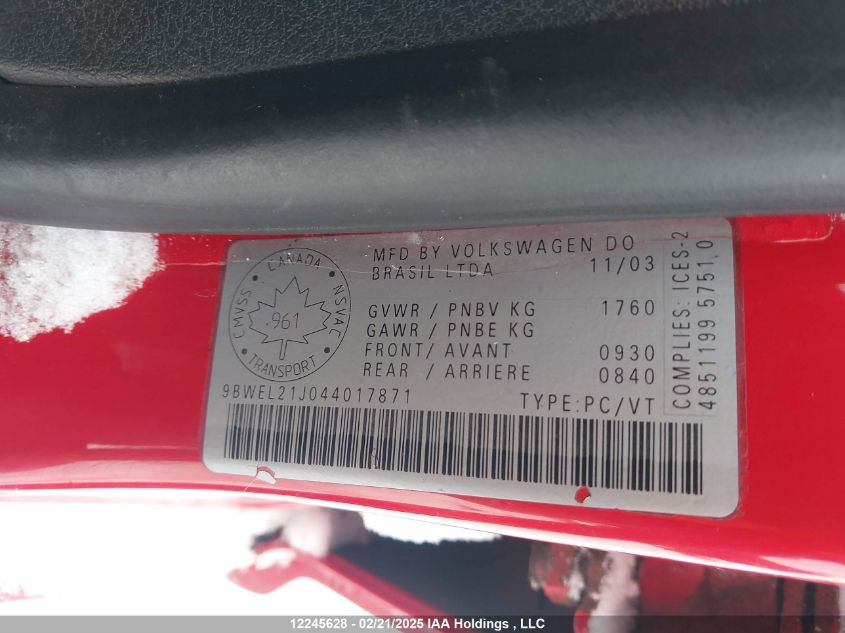 CANADA
CMVSS
NSVAC
.961
TRANSPORT
MFD BY VOLKSWAGEN DO
BRASIL LTDA 11/03
GVWR / PNBV KG 1760
GAWR / PNBE KG
FRONT/ AVANT 0930
REAR / ARRIERE 0840
9BWEL21J044017871 TYPE:PC/VT
COMPLIES: ICES-2
48511199 5751,0
12245628 - 02/21/2025 IAA Holdings , LLC